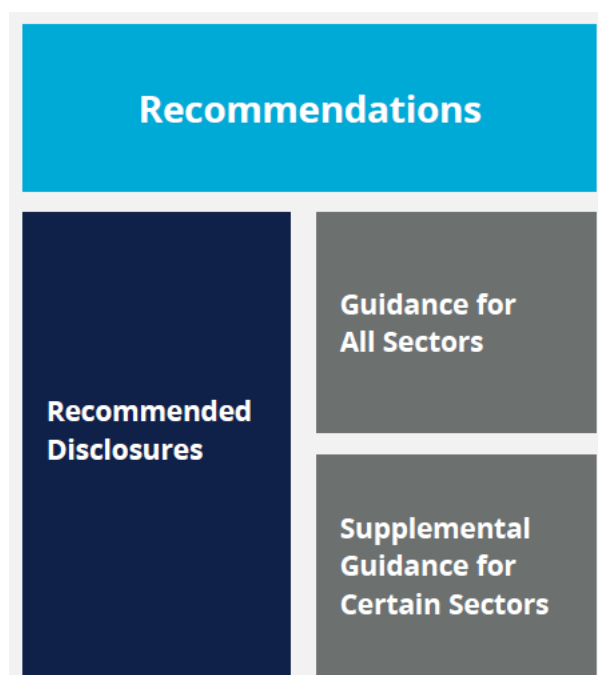 Recommendations
Recommended
Disclosures
Guidance for
All Sectors
Supplemental
Guidance for
Certain Sectors